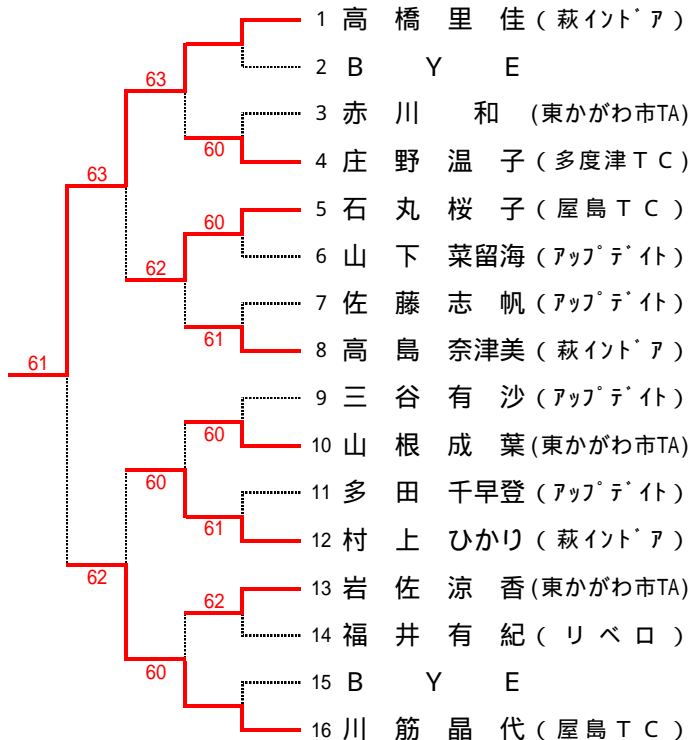 1 高 橋 里 佳 ( 萩インドア )
2 B Y E
63
3 赤 川 和 (東かがわ市TA)
60
4 庄 野 温 子 ( 多度津TC )
63
5 石 丸 桜 子 ( 屋島TC )
60
6 山 下 菜留海 ( アップデイト )
62
7 佐 藤 志 帆 ( アップデイト )
61
8 高 島 奈津美 ( 萩インドア )
61
9 三 谷 有 沙 ( アップデイト )
60
10 山 根 成 葉 (東かがわ市TA)
60
11 多 田 千早登 ( アップデイト )
61
12 村 上 ひかり ( 萩インドア )
62
13 岩 佐 涼 香 (東かがわ市TA)
62
14 福 井 有 紀 ( リベロ )
60
15 B Y E
16 川 筋 晶 代 ( 屋島TC )